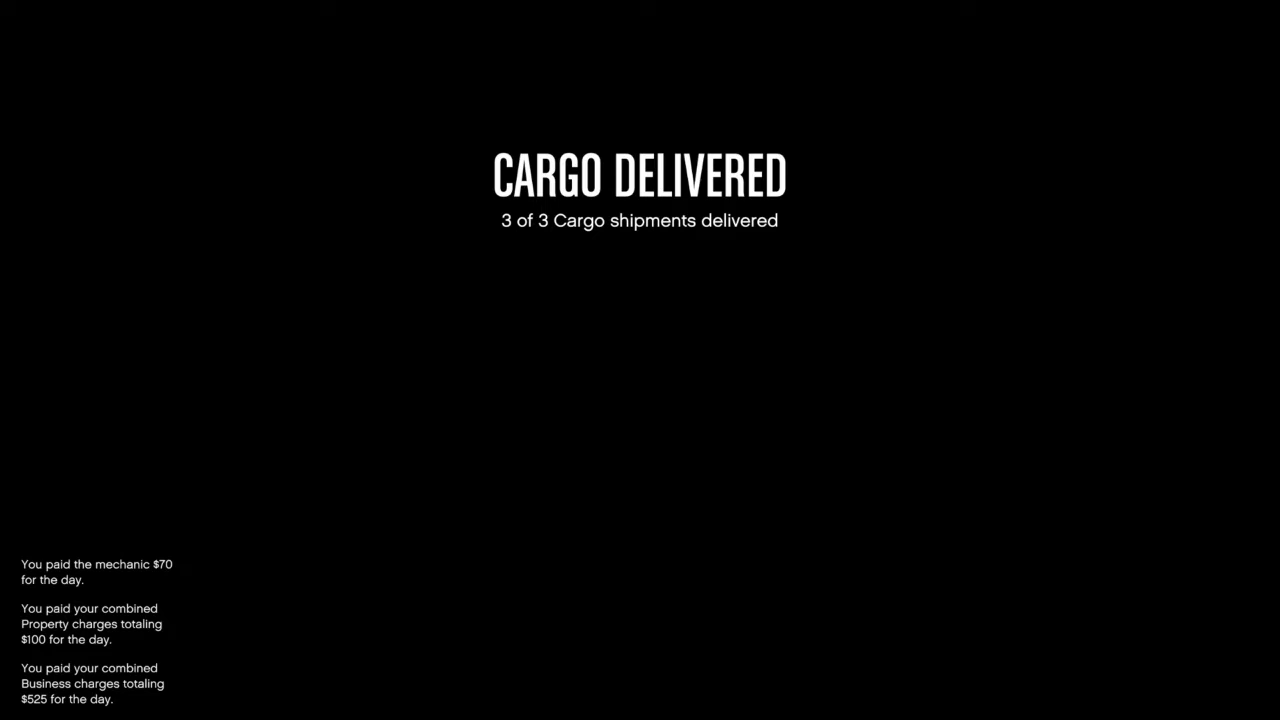 CARGO DELIVERED
3 of 3 Cargo shipments delivered
You paid the mechanic $70
for the day.
You paid your combined
Property charges totaling
$100 for the day.
You paid your combined
Business charges totaling
$525 for the day.